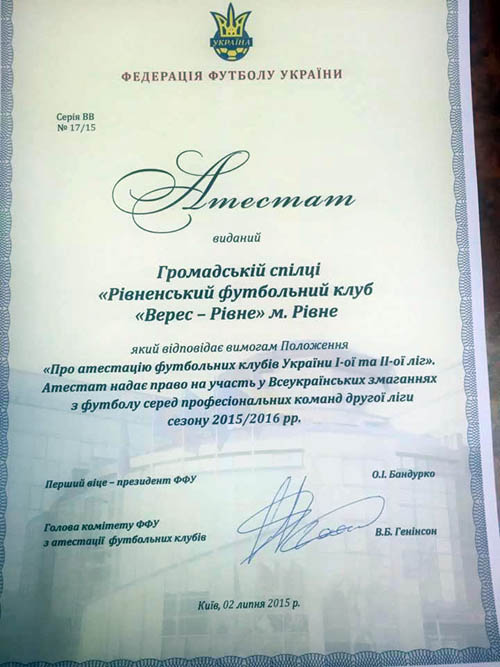 УКРАЇНА
ФЕДЕРАЦІЯ ФУТБОЛУ УКРАЇНИ
Серія ВВ
№ 17/15
Атестат
виданий
Громадській спілці
«Рівненський футбольний клуб
«Верес – Рівне» м. Рівне
який відповідає вимогам Положення
«Про атестацію футбольних клубів України І-ої та ІІ-ої ліг».
Атестат надає право на участь у Всеукраїнських змаганнях
з футболу серед професіональних команд другої ліги
сезону 2015/2016 рр.
Перший віце – президент ФФУ
О.І. Бандурко
Голова комітету ФФУ
з атестації футбольних клубів
В.Б. Генінсон
Київ, 02 липня 2015 р.